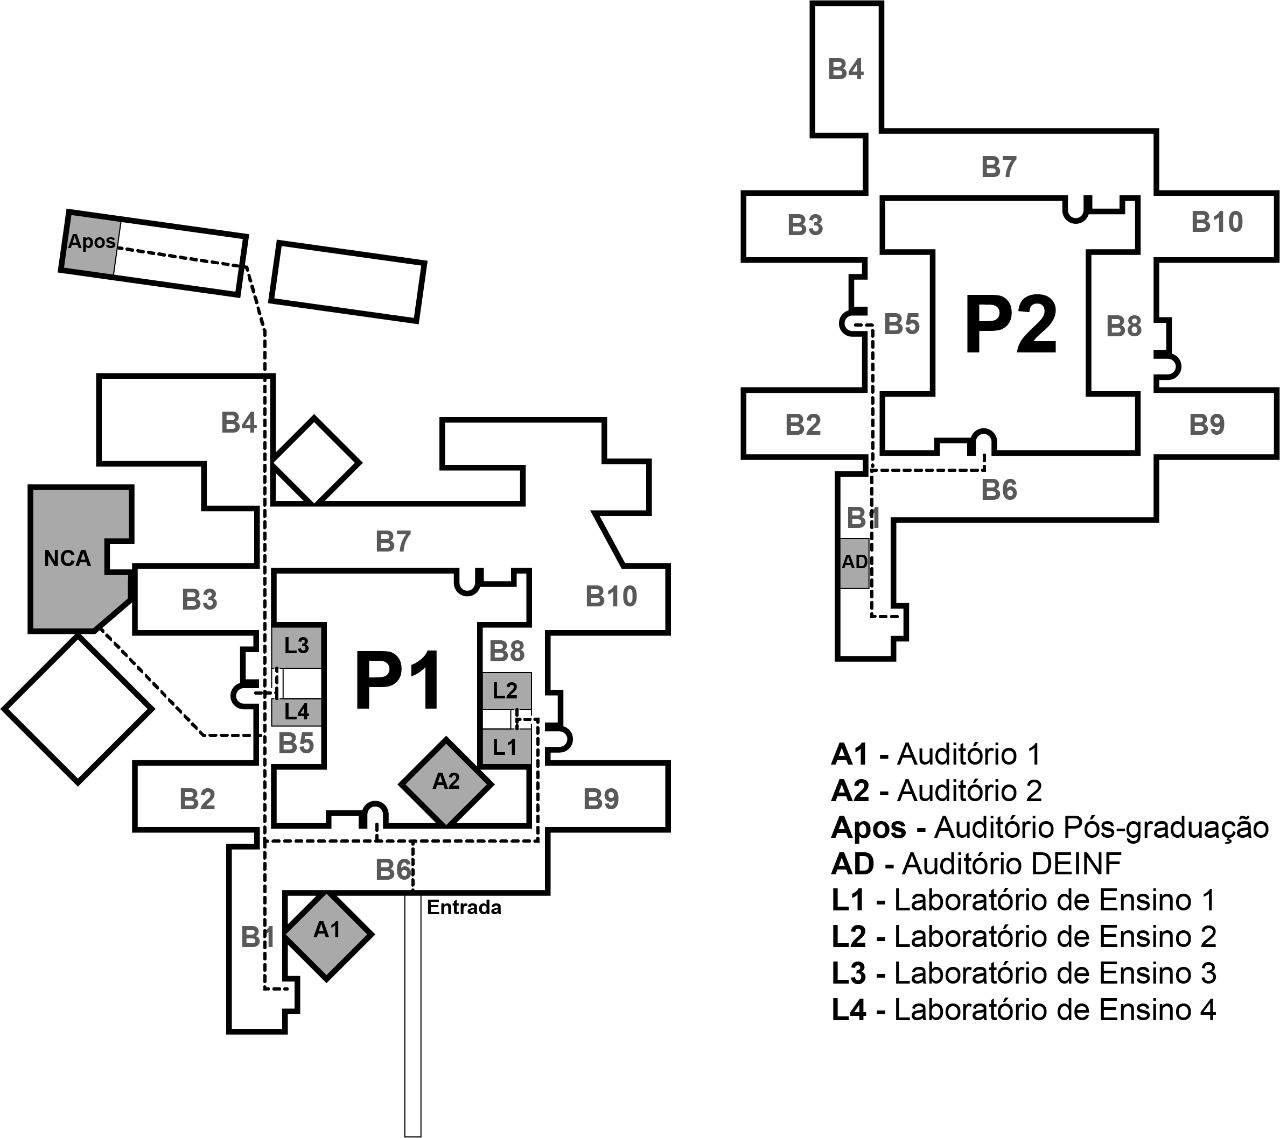 B4
B7
B3
B10
P2
B5
B8
B2
B9
B6
B1
AD
Apos
B4
NCA
B7
B3
B10
L3
B8
P1
L2
L4
B5
L1
A2
B2
B9
B6
Entrada
A1
B1
A1 - Auditório 1
A2 - Auditório 2
Apos - Auditório Pós-graduação
AD - Auditório DEINF
L1 - Laboratório de Ensino 1
L2 - Laboratório de Ensino 2
L3 - Laboratório de Ensino 3
L4 - Laboratório de Ensino 4